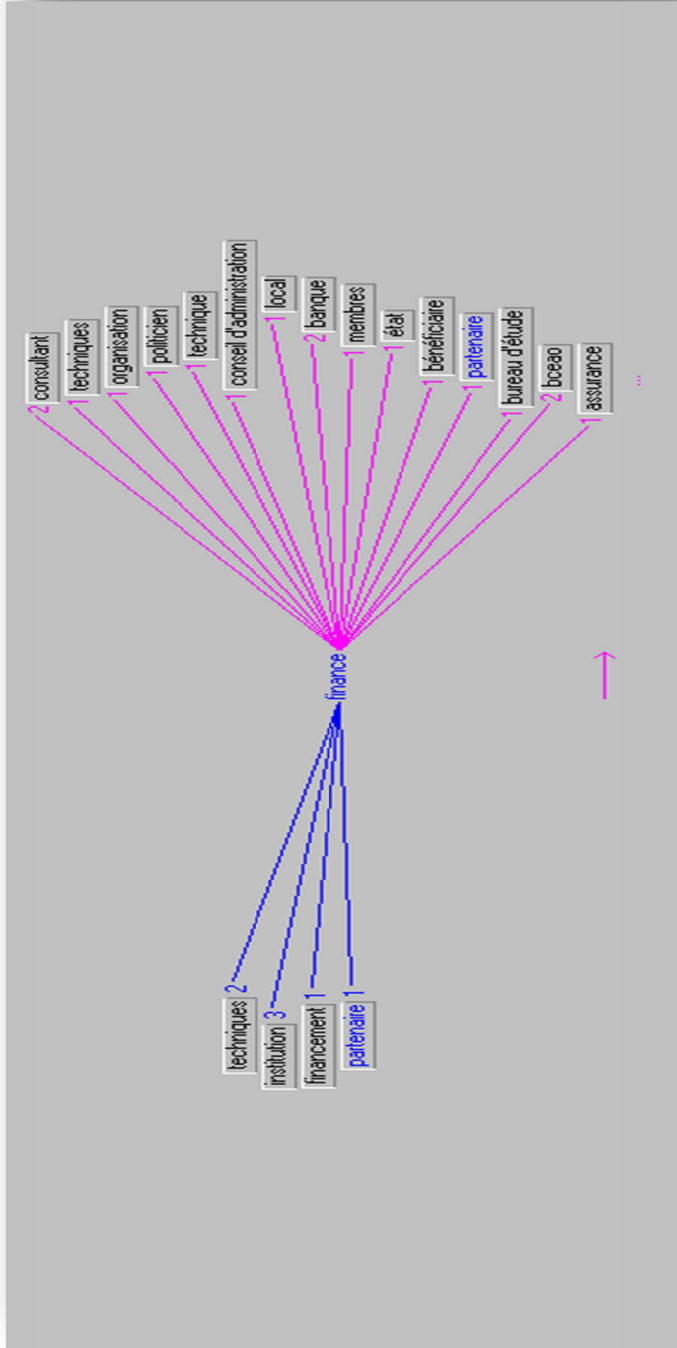 2 consultant
1 techniques
1 organisation
1 politicien
1 technique
1 conseil d'administration
1 local
2 banque
1 membres
1 état
1 bénéficiaire
1 partenaire
1 bureau d'étude
2 bceao
1 assurance
...
finance
techniques 2
institution 3
financement 1
partenaire 1